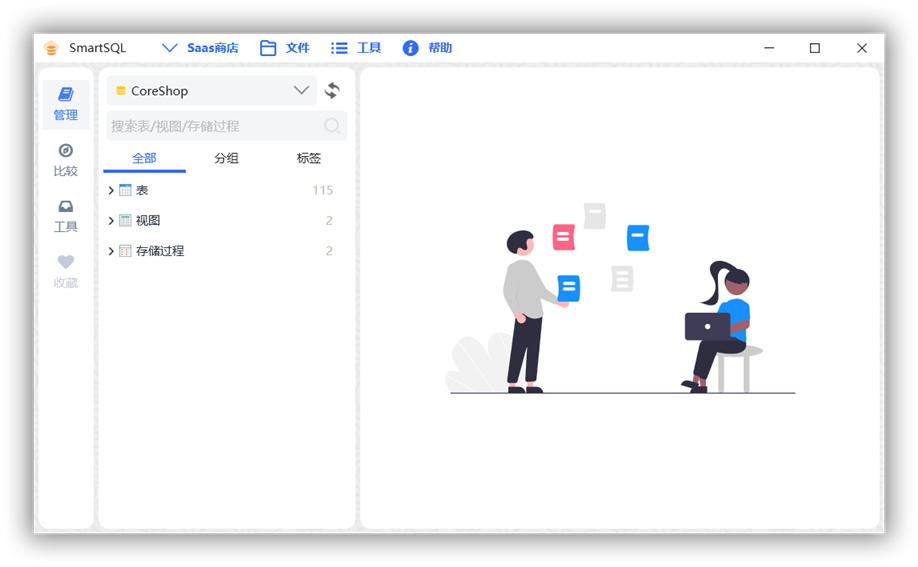 SmartSQL Saas商店 文件 工具 帮助
管理
比较
工具
收藏
CoreShop
搜索表/视图/存储过程
全部 分组 标签
表 115
视图 2
存储过程 2